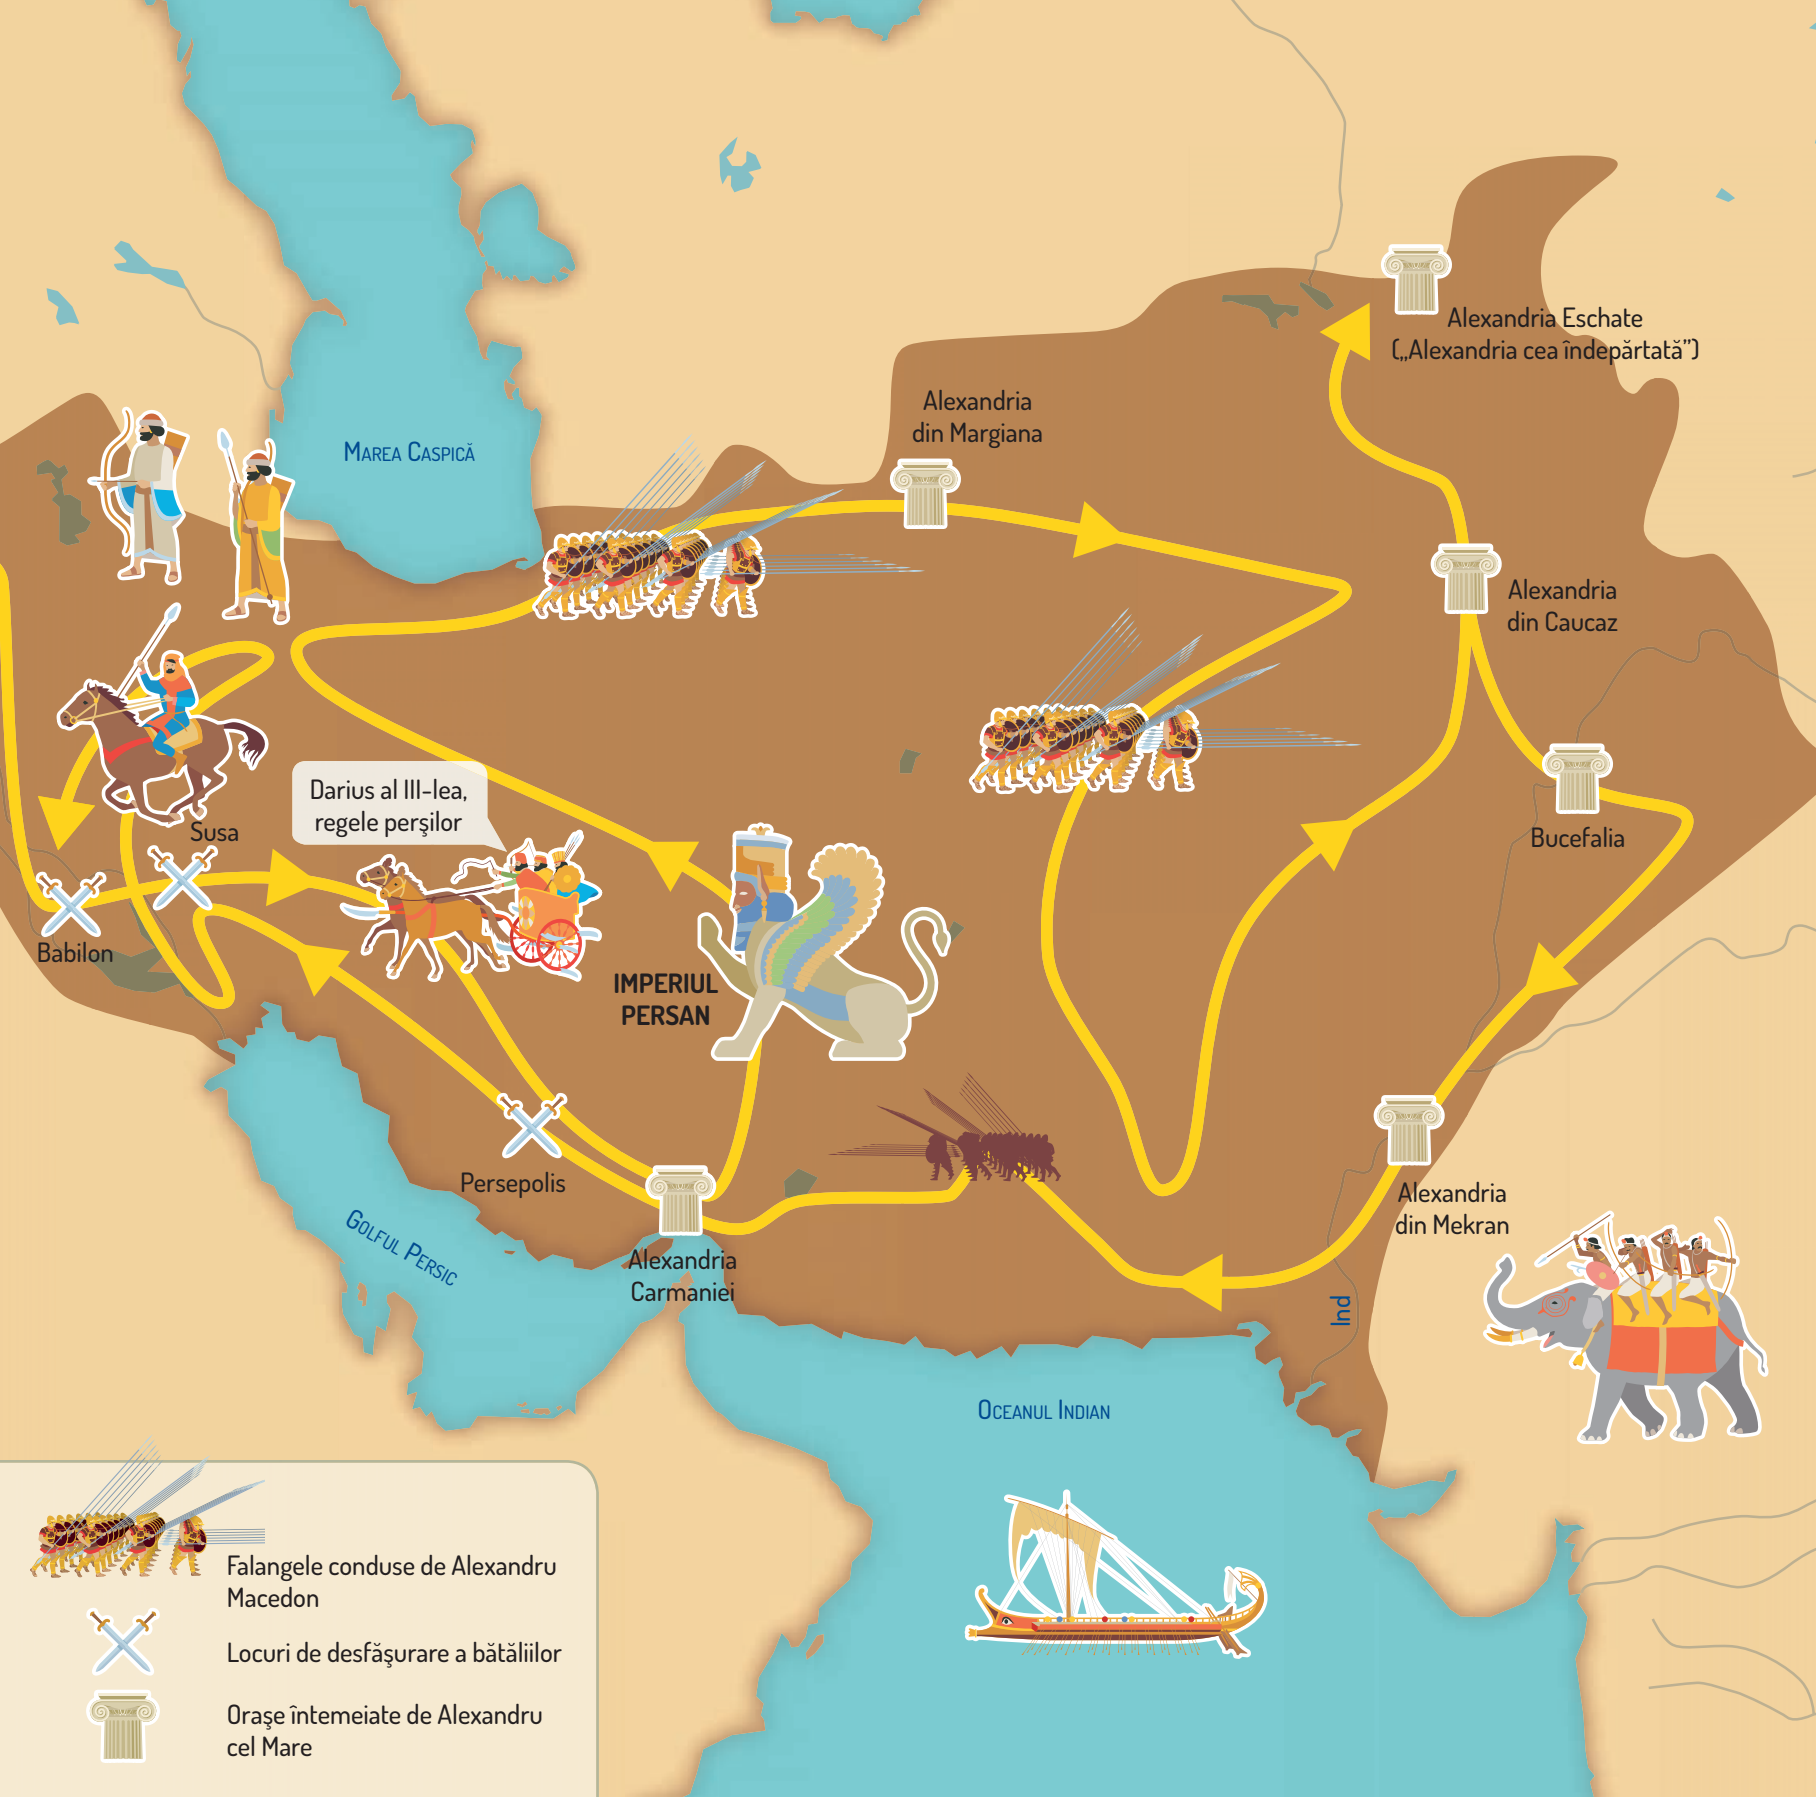 Alexandria Eschate
(„Alexandria cea îndepărtată”)
Alexandria
din Margiana
Marea Caspică
Alexandria
din Caucaz
Darius al III-lea,
regele perşilor
Susa
Bucefalia
Babilon
IMPERIUL
PERSAN
Persepolis
Alexandria
din Mekran
Golful Persic
Alexandria
Carmaniei
Ind
Oceanul Indian
Falangele conduse de Alexandru
Macedon
Locuri de desfăşurare a bătăliilor
Oraşe întemeiate de Alexandru
cel Mare